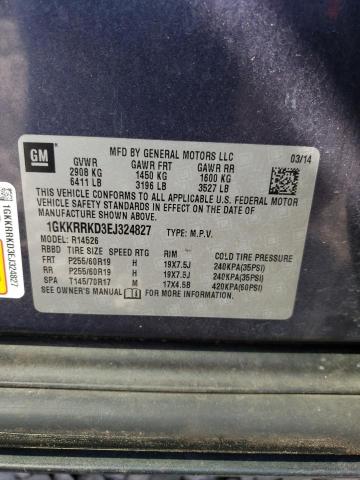 GM
MFD BY GENERAL MOTORS LLC 03/14
GVWR GAWR FRT GAWR RR
2908 KG 1450 KG 1600 KG
6411 LB 3196 LB 3527 LB
THIS VEHICLE CONFORMS TO ALL APPLICABLE U.S. FEDERAL MOTOR
VEHICLE SAFETY AND THEFT PREVENTION STANDARDS IN EFFECT ON THE DATE
OF MANUFACTURE SHOWN ABOVE.
1GKKRRKD3EJ324827 TYPE: M.P.V.
MODEL: R14526
RBBD TIRE SIZE SPEED RTG RIM COLD TIRE PRESSURE
FRT P255/60R19 H 19X7.5J 240KPA(35PSI)
RR P255/60R19 H 19X7.5J 240KPA(35PSI)
SPA T145/70R17 M 17X4.5B 420KPA(60PSI)
SEE OWNER'S MANUAL FOR MORE INFORMATION.
1GKKRRKD3EJ324827